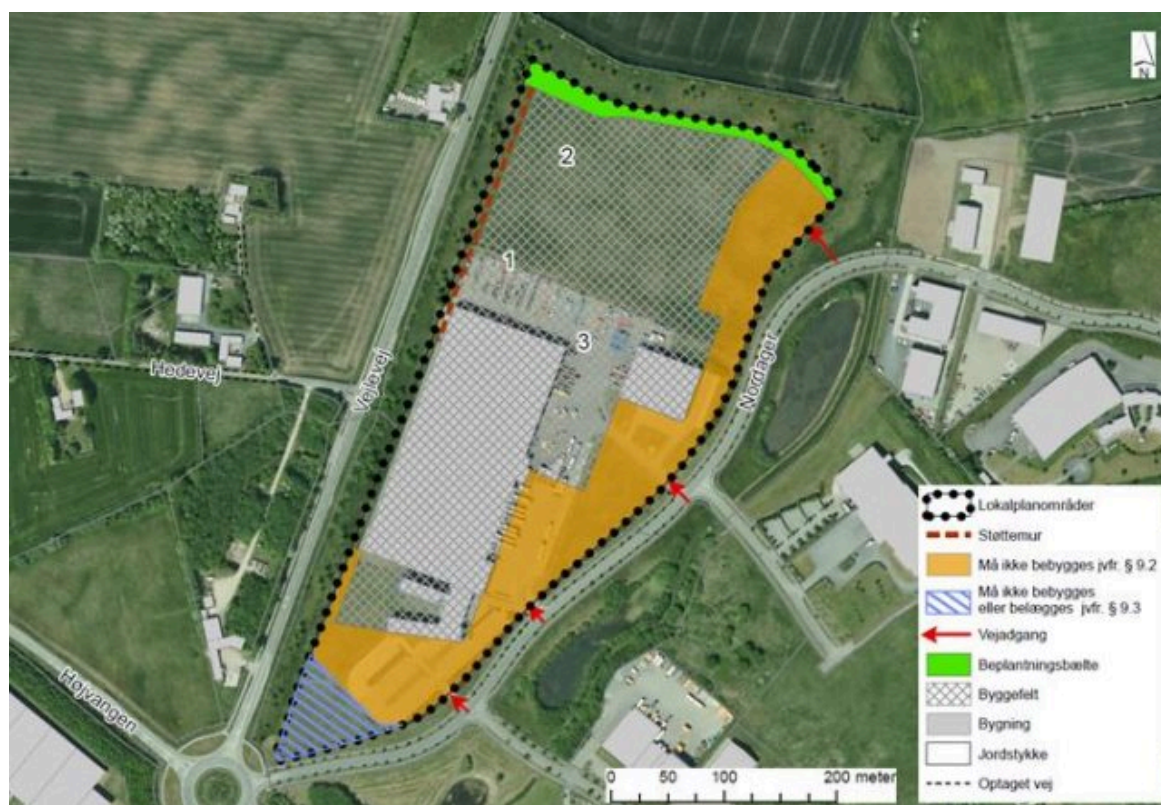 N
2
1
3
Hedevej
Vejlevej
Nordager
Højvangen
Lokalplanområder
Støttemur
Må ikke bebygges jvfr. § 9.2
Må ikke bebygges
eller belægges jvfr. § 9.3
Vejadgang
Beplantningsbælte
Byggefelt
Bygning
Jordstykke
Optaget vej
0 50 100 200 meter